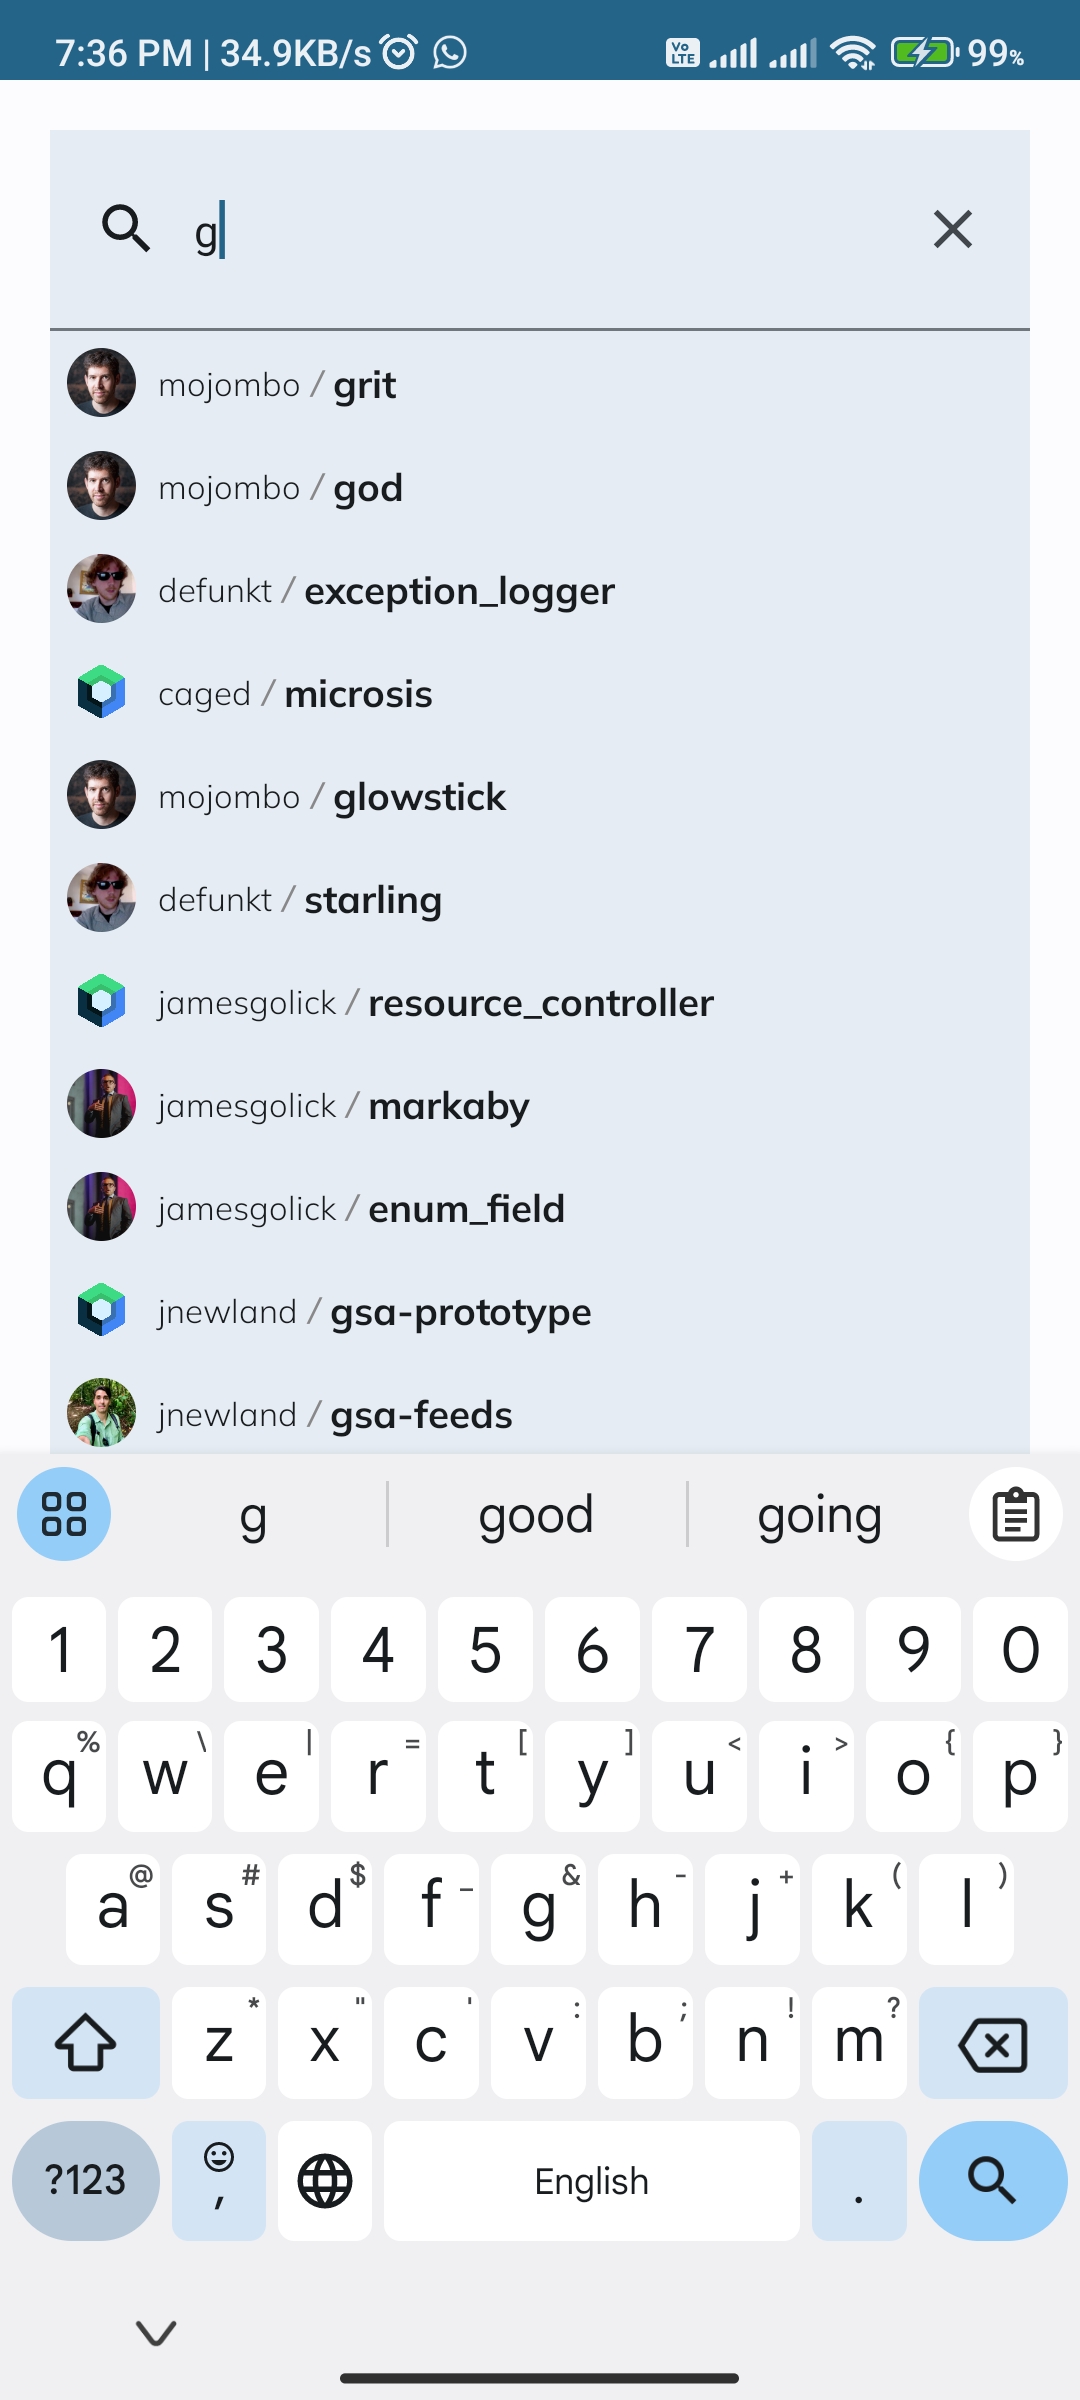 7:36 PM | 34.9KB/s Vo LTE 99%
g
mojombo / grit
mojombo / god
defunkt / exception_logger
caged / microsis
mojombo / glowstick
defunkt / starling
jamesgolick / resource_controller
jamesgolick / markaby
jamesgolick / enum_field
jnewland / gsa-prototype
jnewland / gsa-feeds
g good going
1 2 3 4 5 6 7 8 9 0
% \ | = [ ] < > { }
q w e r t y u i o p
@ # $ _ & - + ( )
a s d f g h j k l
* " ' : ; ! ?
z x c v b n m
?123 , English .